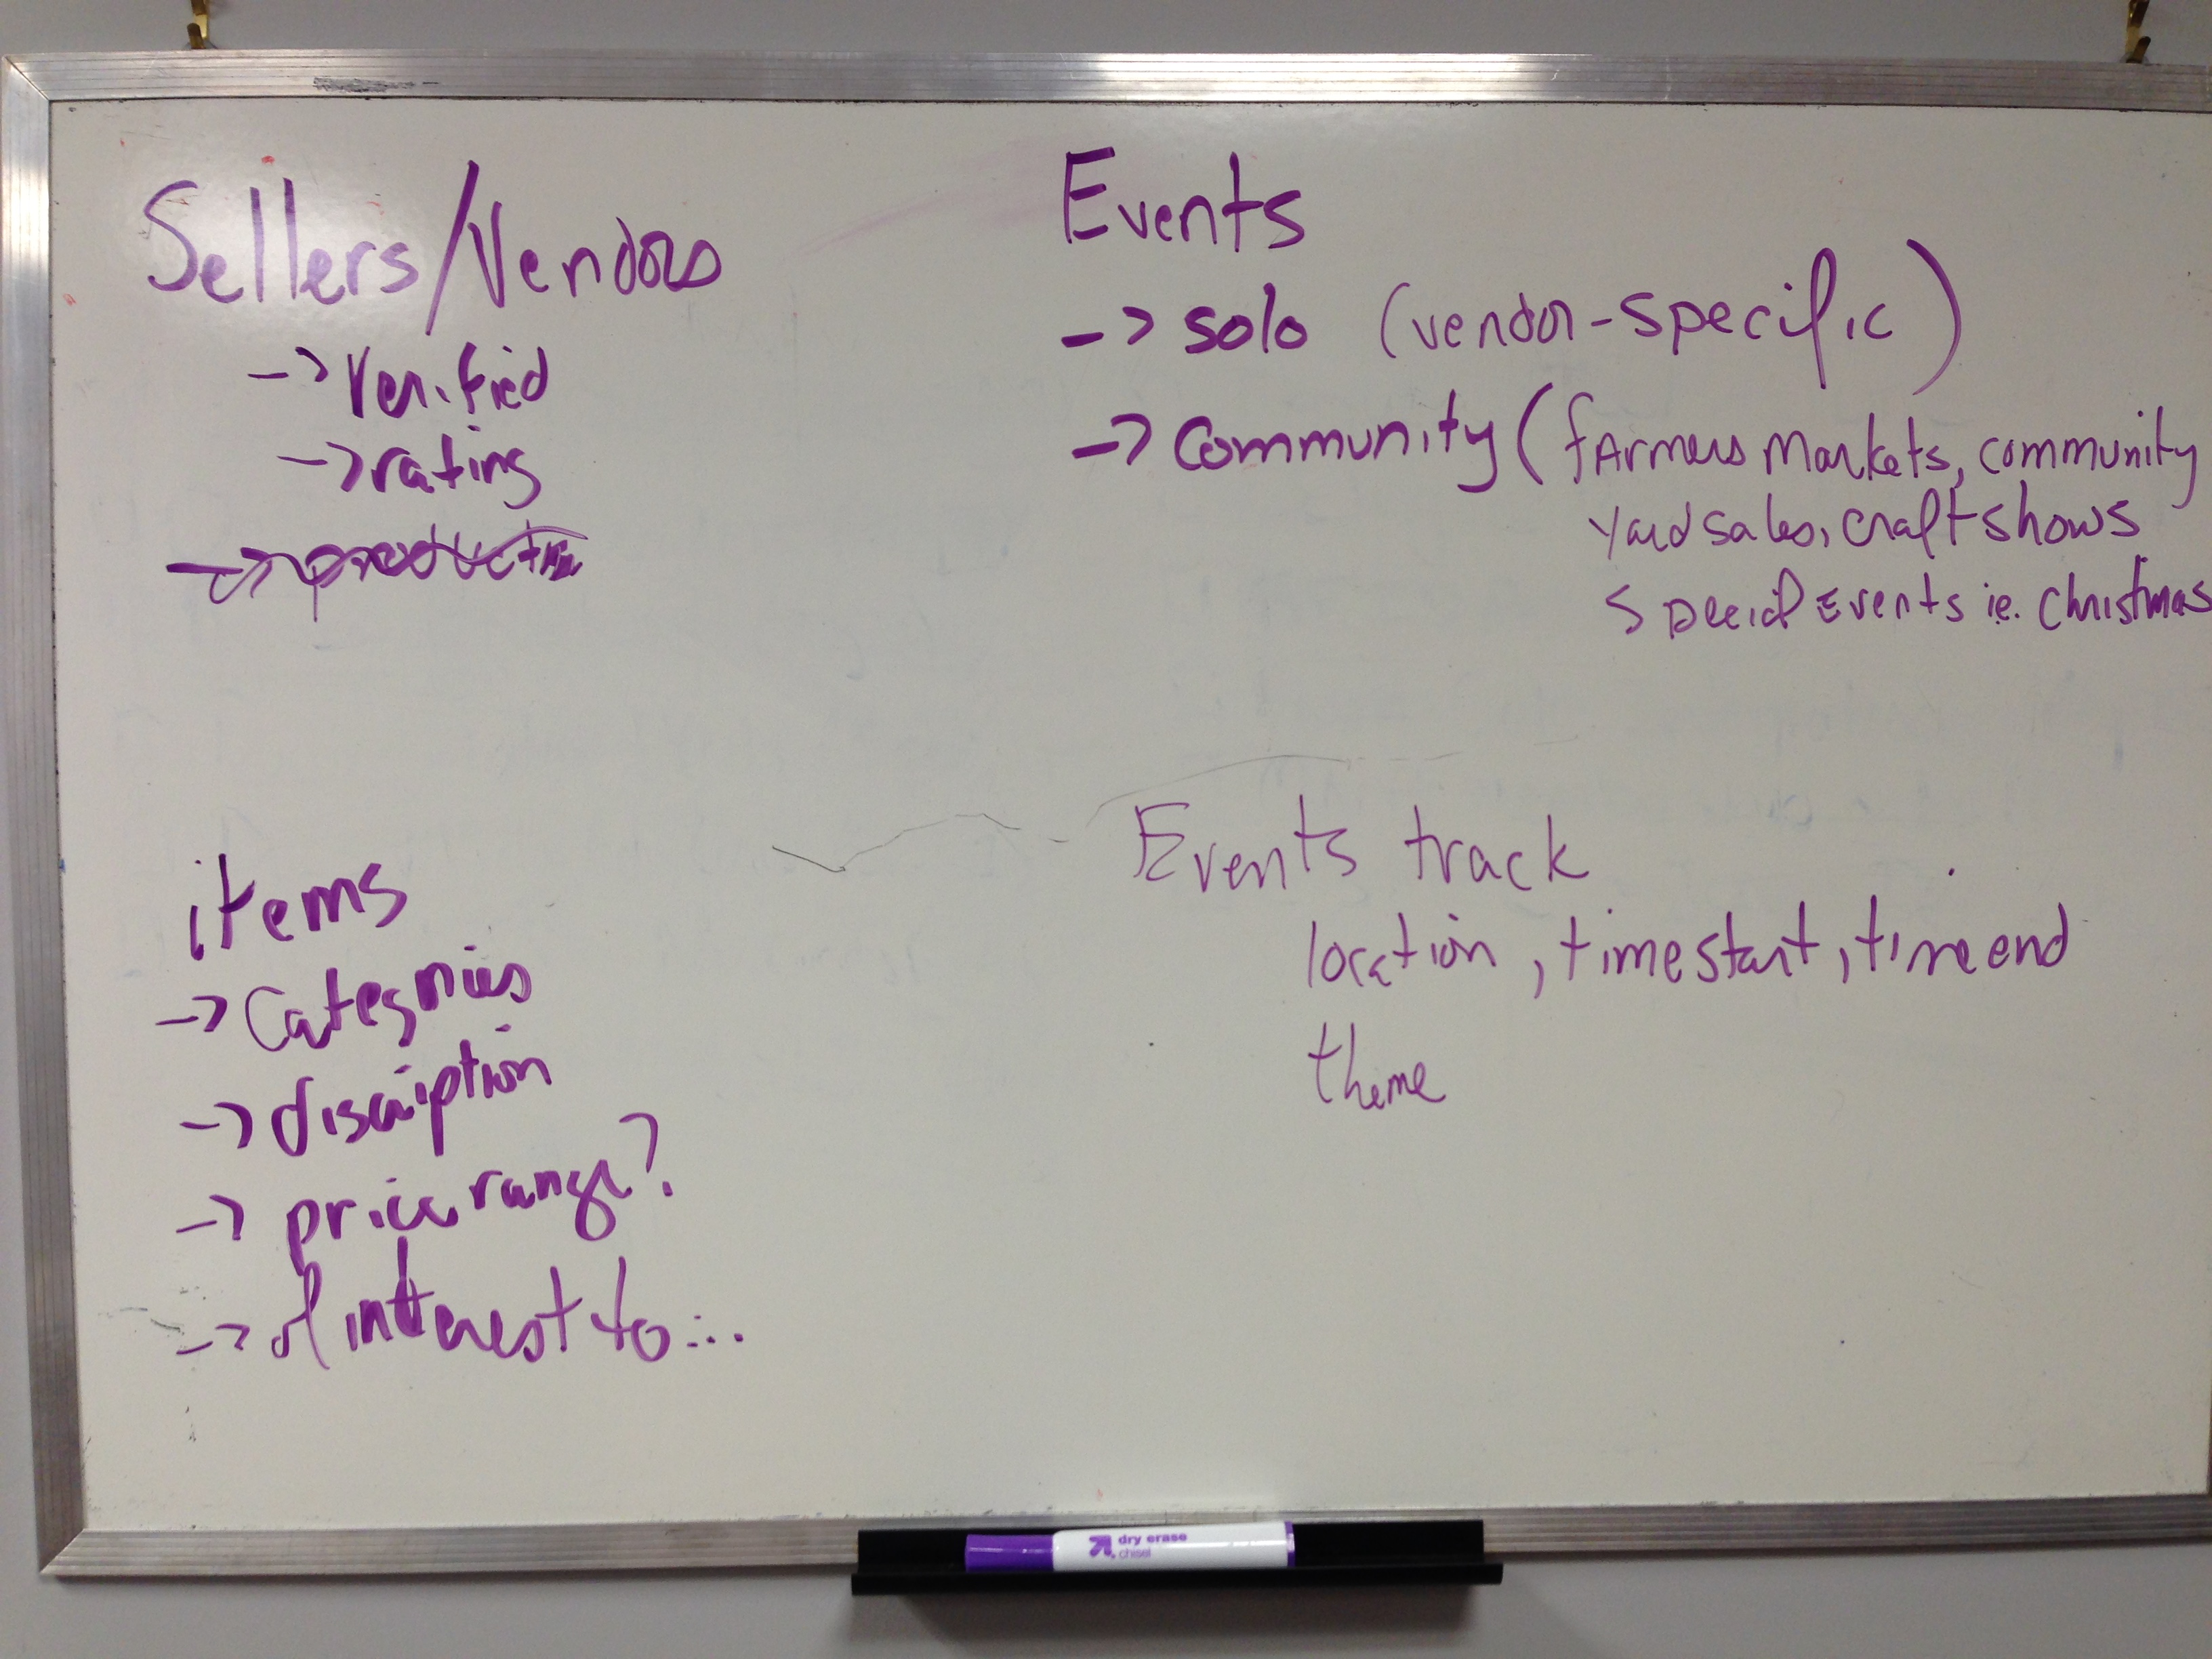 Sellers/Vendors
-> verified
-> rating
-> products
Events
-> solo (vendor-specific)
-> community (farmers markets, community
yard sales, craft shows
special Events ie. Christmas
items
-> Categories
-> discription
-> price range?
-> of interest to...
Events track
location, time start, time end
theme
dry erase
chisel